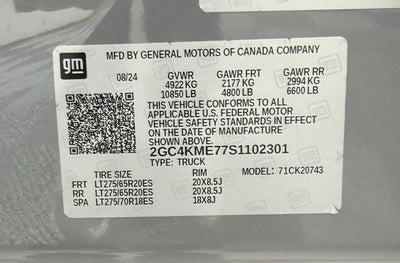 gm
MFD BY GENERAL MOTORS OF CANADA COMPANY
08/24 GVWR GAWR FRT GAWR RR
4922 KG 2177 KG 2994 KG
10850 LB 4800 LB 6600 LB
THIS VEHICLE CONFORMS TO ALL
APPLICABLE U.S. FEDERAL MOTOR
VEHICLE SAFETY STANDARDS IN EFFECT
ON THE DATE OF MANUFACTURE SHOWN
ABOVE.
2GC4KME77S1102301
TYPE: TRUCK MODEL: 71CK20743
TIRE SIZE RIM
FRT LT275/65R20ES 20X8.5J
RR LT275/65R20ES 20X8.5J
SPA LT275/70R18ES 18X8J